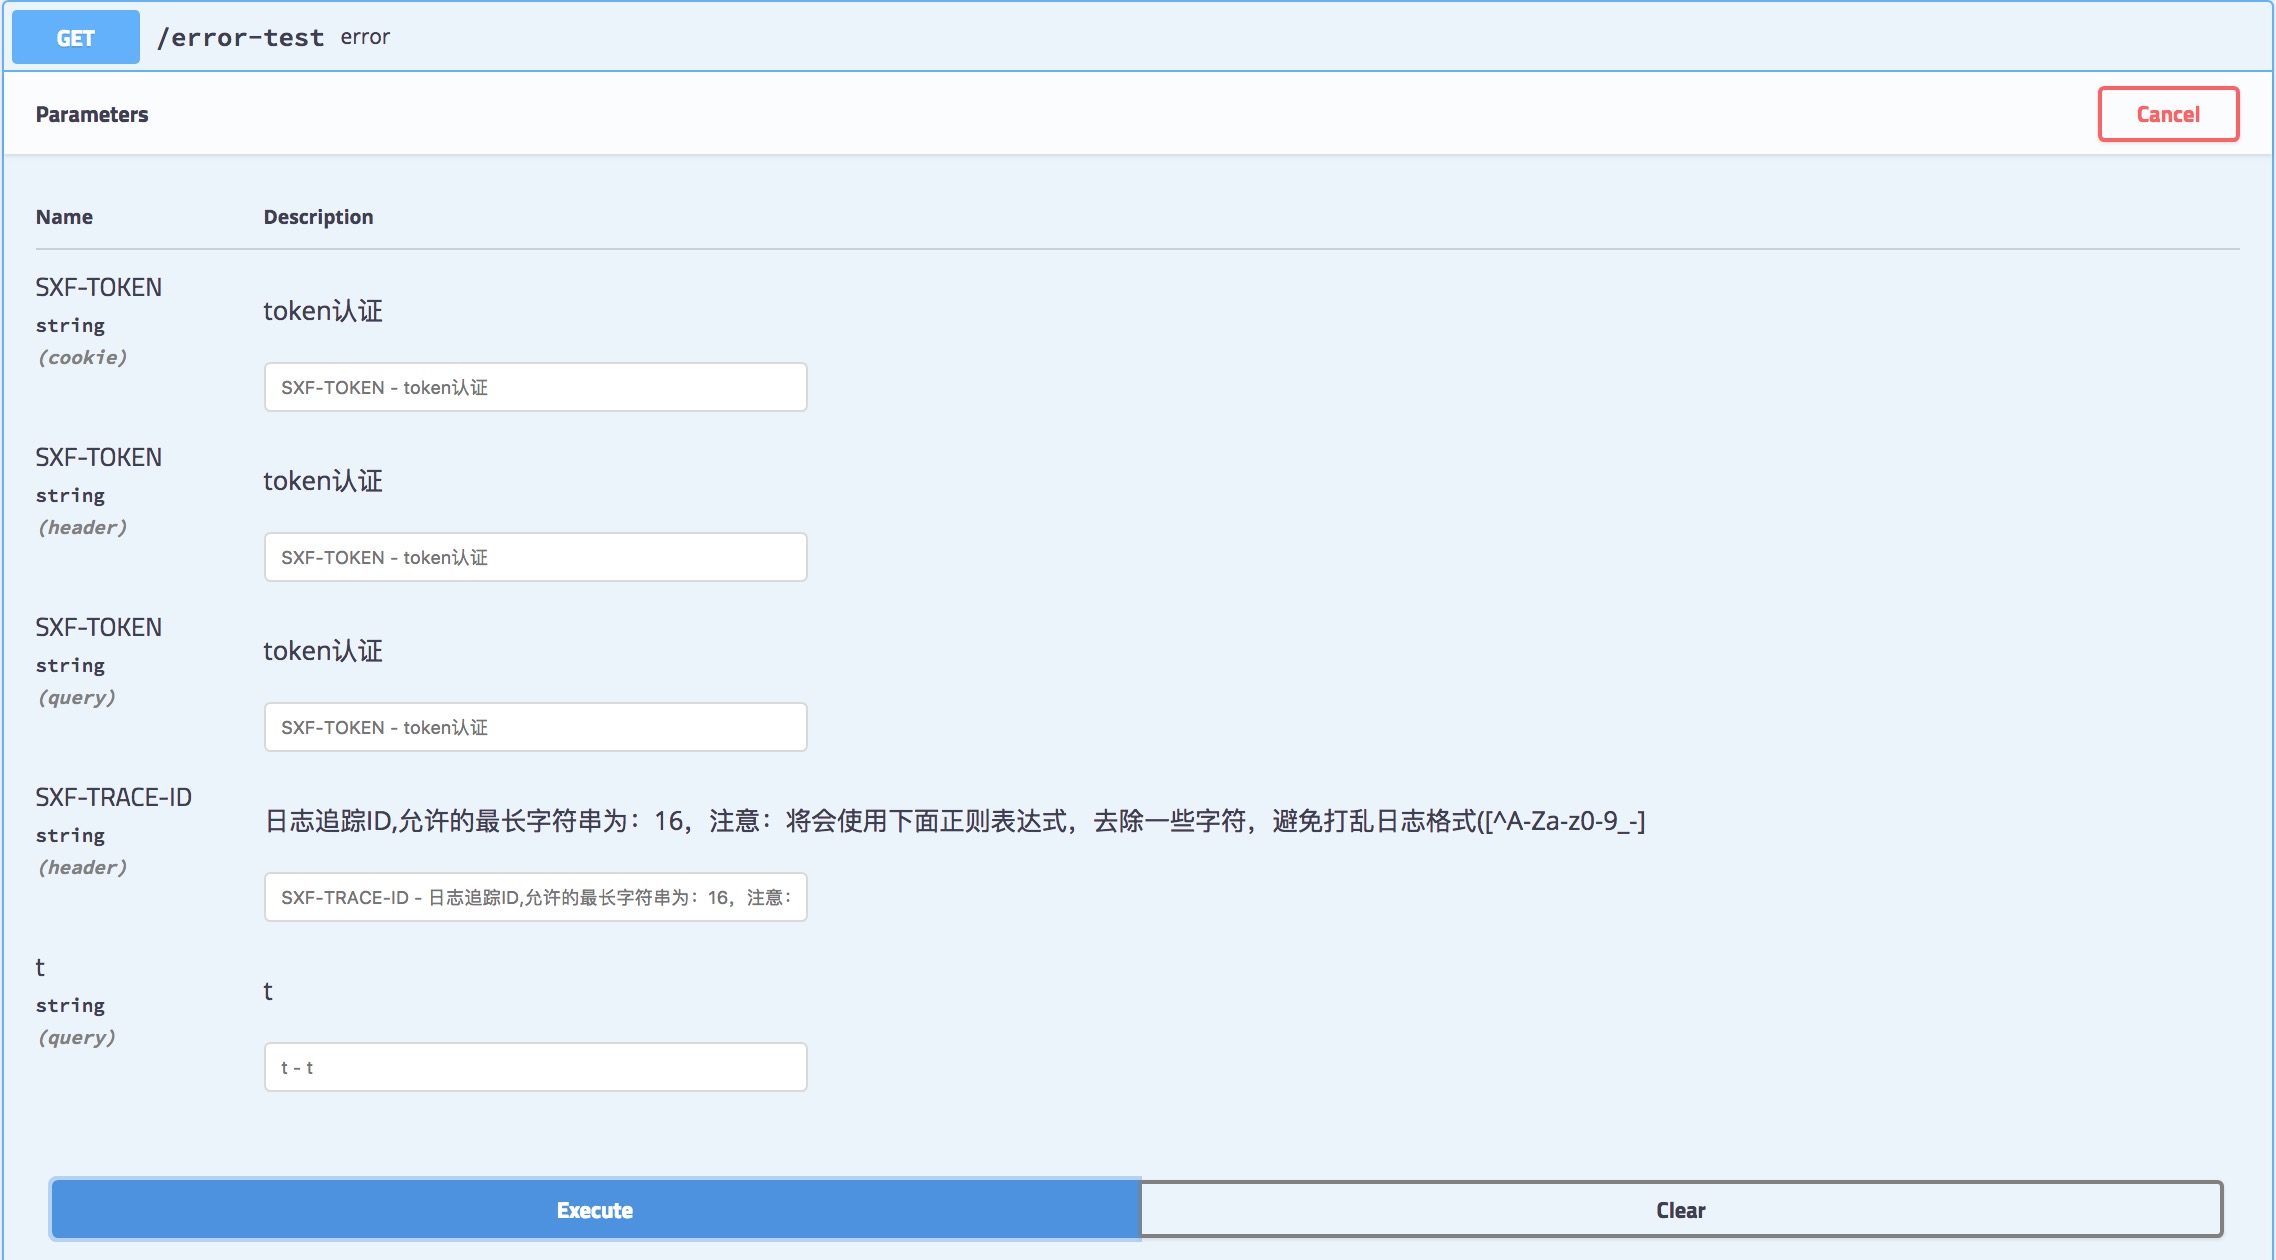 GET /error-test error
Parameters
Cancel
Name Description
SXF-TOKEN
string
(cookie)
token认证
SXF-TOKEN - token认证
SXF-TOKEN
string
(header)
token认证
SXF-TOKEN - token认证
SXF-TOKEN
string
(query)
token认证
SXF-TOKEN - token认证
SXF-TRACE-ID
string
(header)
日志追踪ID,允许的最长字符串为：16，注意：将会使用下面正则表达式，去除一些字符，避免打乱日志格式([^A-Za-z0-9_-]
SXF-TRACE-ID - 日志追踪ID,允许的最长字符串为：16，注意：
t
string
(query)
t
t - t
Execute
Clear